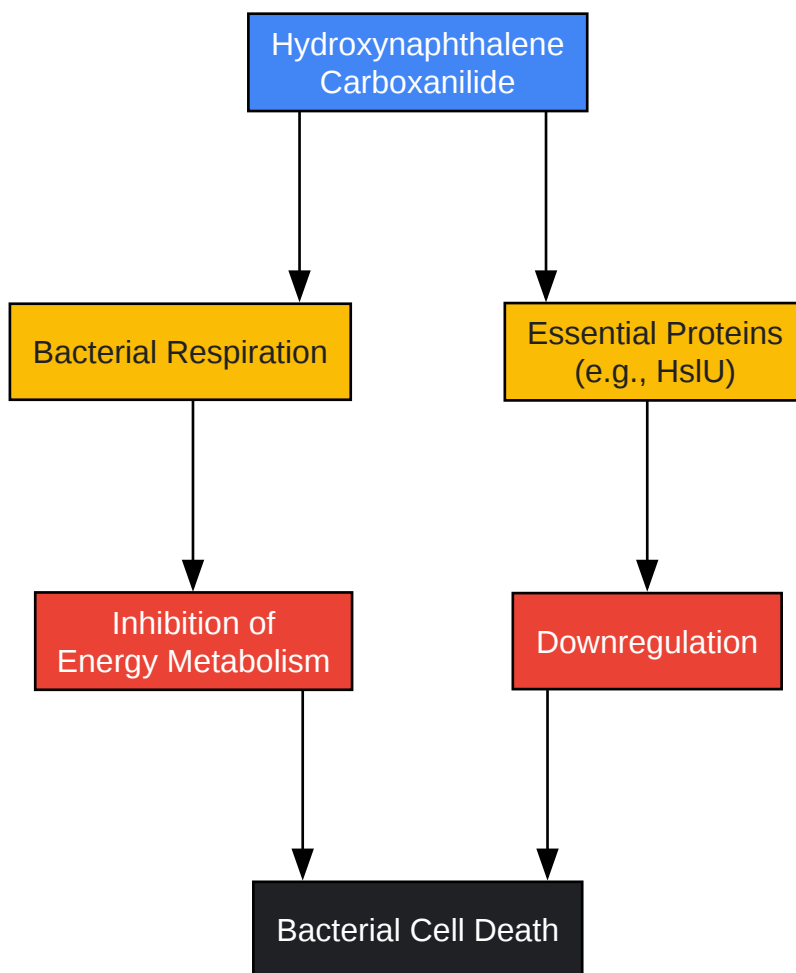 Hydroxynaphthalene
Carboxanilide
Bacterial Respiration
Essential Proteins
(e.g., HslU)
Inhibition of
Energy Metabolism
Downregulation
Bacterial Cell Death